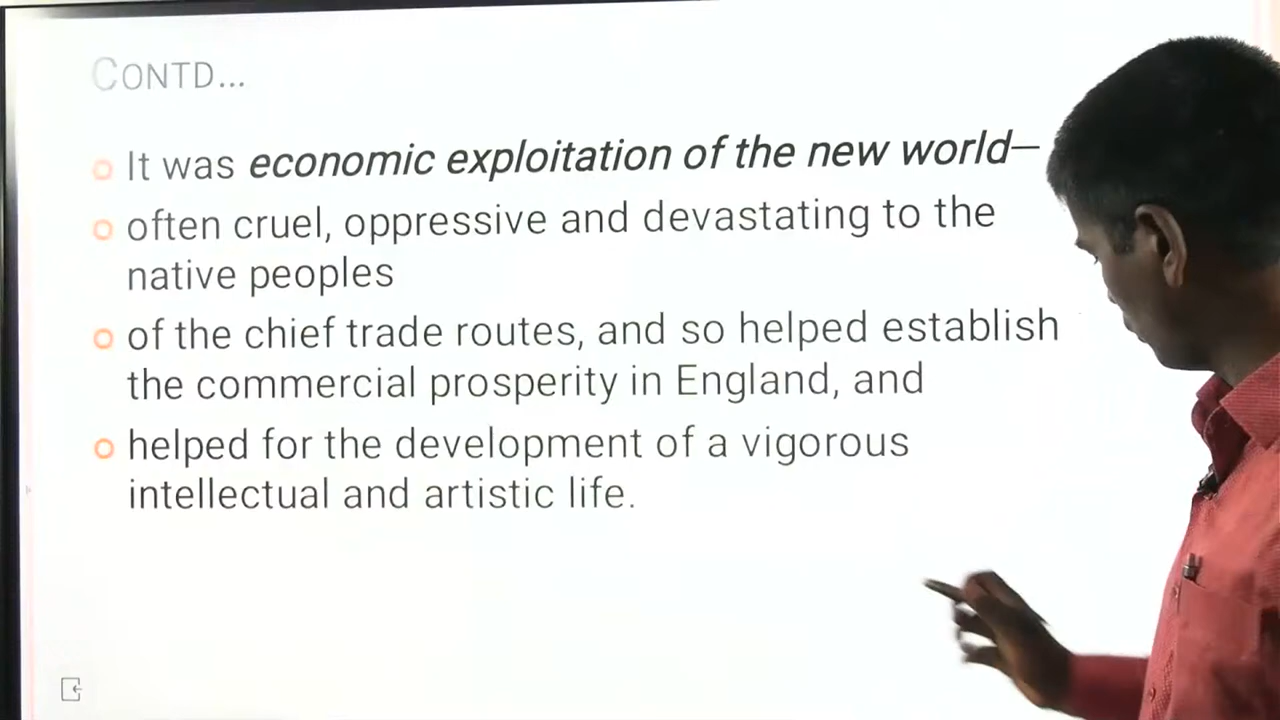 CONTD...
It was economic exploitation of the new world–
often cruel, oppressive and devastating to the
native peoples
of the chief trade routes, and so helped establish
the commercial prosperity in England, and
helped for the development of a vigorous
intellectual and artistic life.